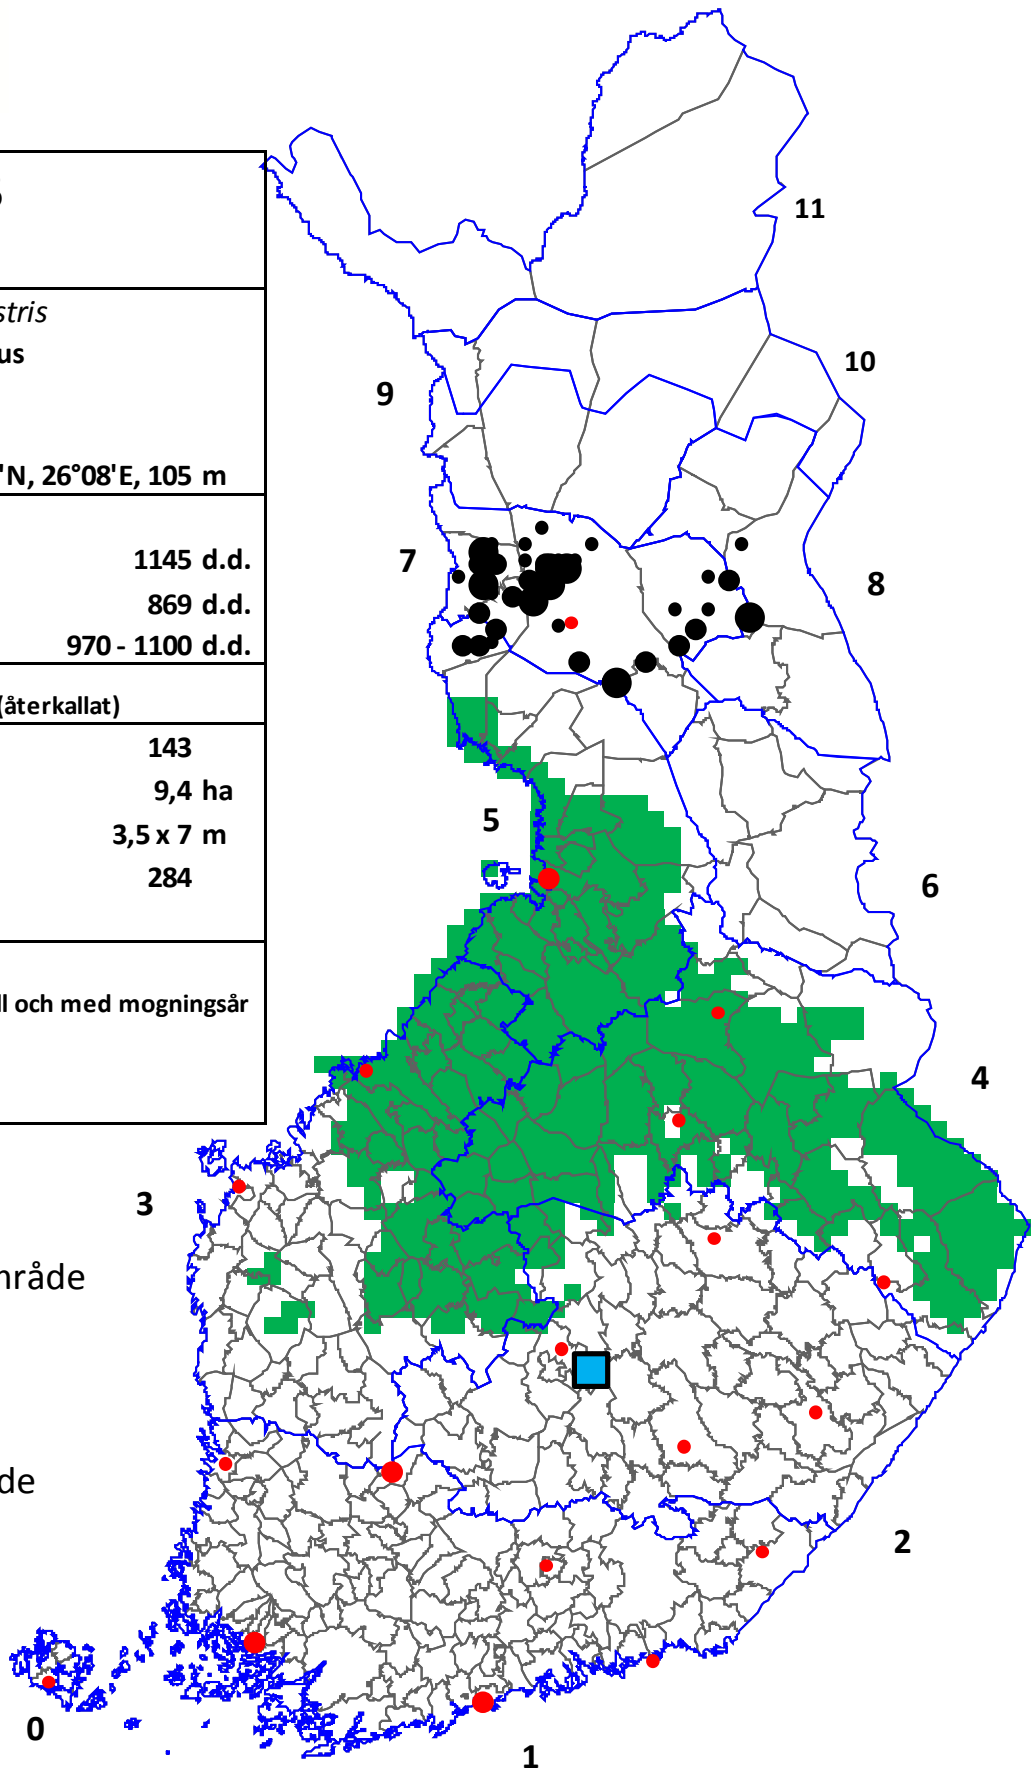 stris
us
'N, 26°08'E, 105 m
1145 d.d.
869 d.d.
970 - 1100 d.d.
(återkallat)
143
9,4 ha
3,5 x 7 m
284
ll och med mogningsår
nråde
de
11
10
9
8
7
6
5
4
3
2
1
0